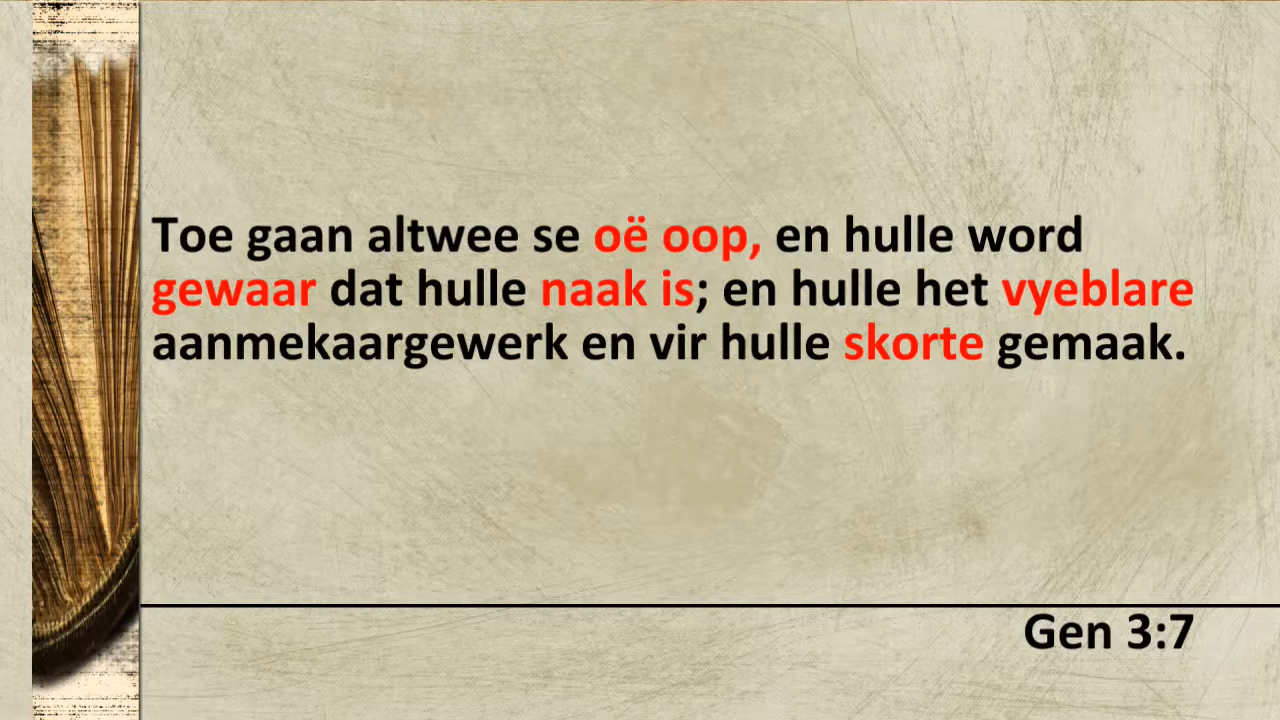 Toe gaan altwee se oë oop, en hulle word
gewaar dat hulle naak is; en hulle het vyeblare
aanmekaargewerk en vir hulle skorte gemaak.
Gen 3:7